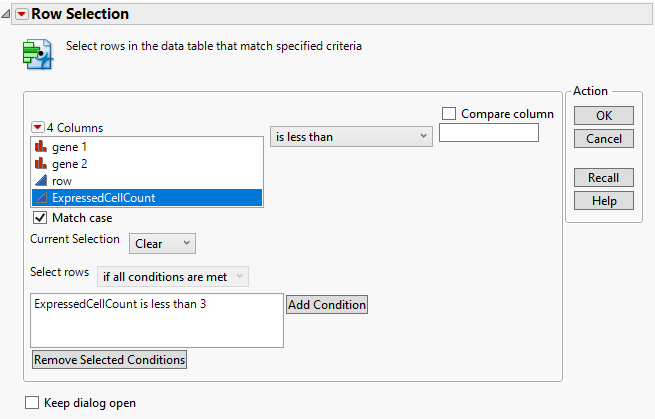 Row Selection
Select rows in the data table that match specified criteria
Action
Compare column
OK
4 Columns
is less than
gene 1
Cancel
gene 2
row
Recall
ExpressedCellCount
Help
Match case
Current Selection Clear
Select rows if all conditions are met
ExpressedCellCount is less than 3
Add Condition
Remove Selected Conditions
Keep dialog open